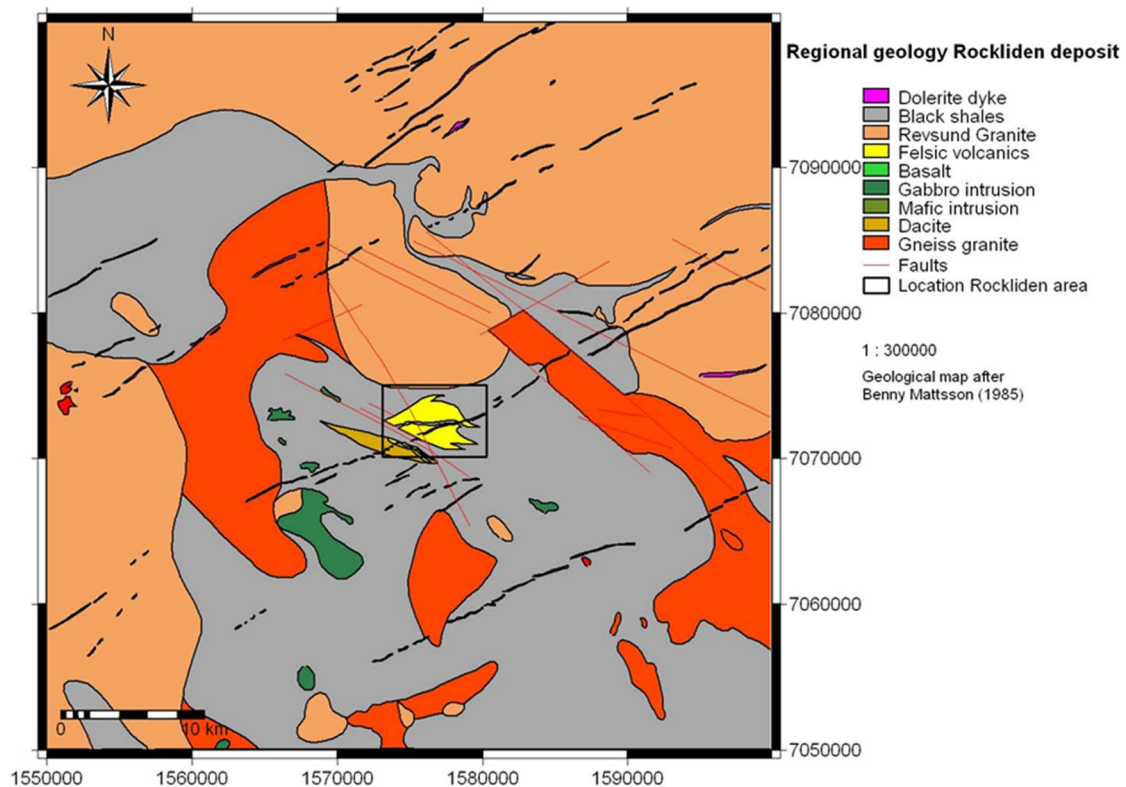 N
Regional geology Rockliden deposit
Dolerite dyke
Black shales
Revsund Granite
Felsic volcanics
Basalt
Gabbro intrusion
Mafic intrusion
Dacite
Gneiss granite
Faults
Location Rockliden area
1 : 300000
Geological map after
Benny Mattsson (1985)
7090000
7080000
7070000
7060000
7050000
0 10 km
1550000 1560000 1570000 1580000 1590000